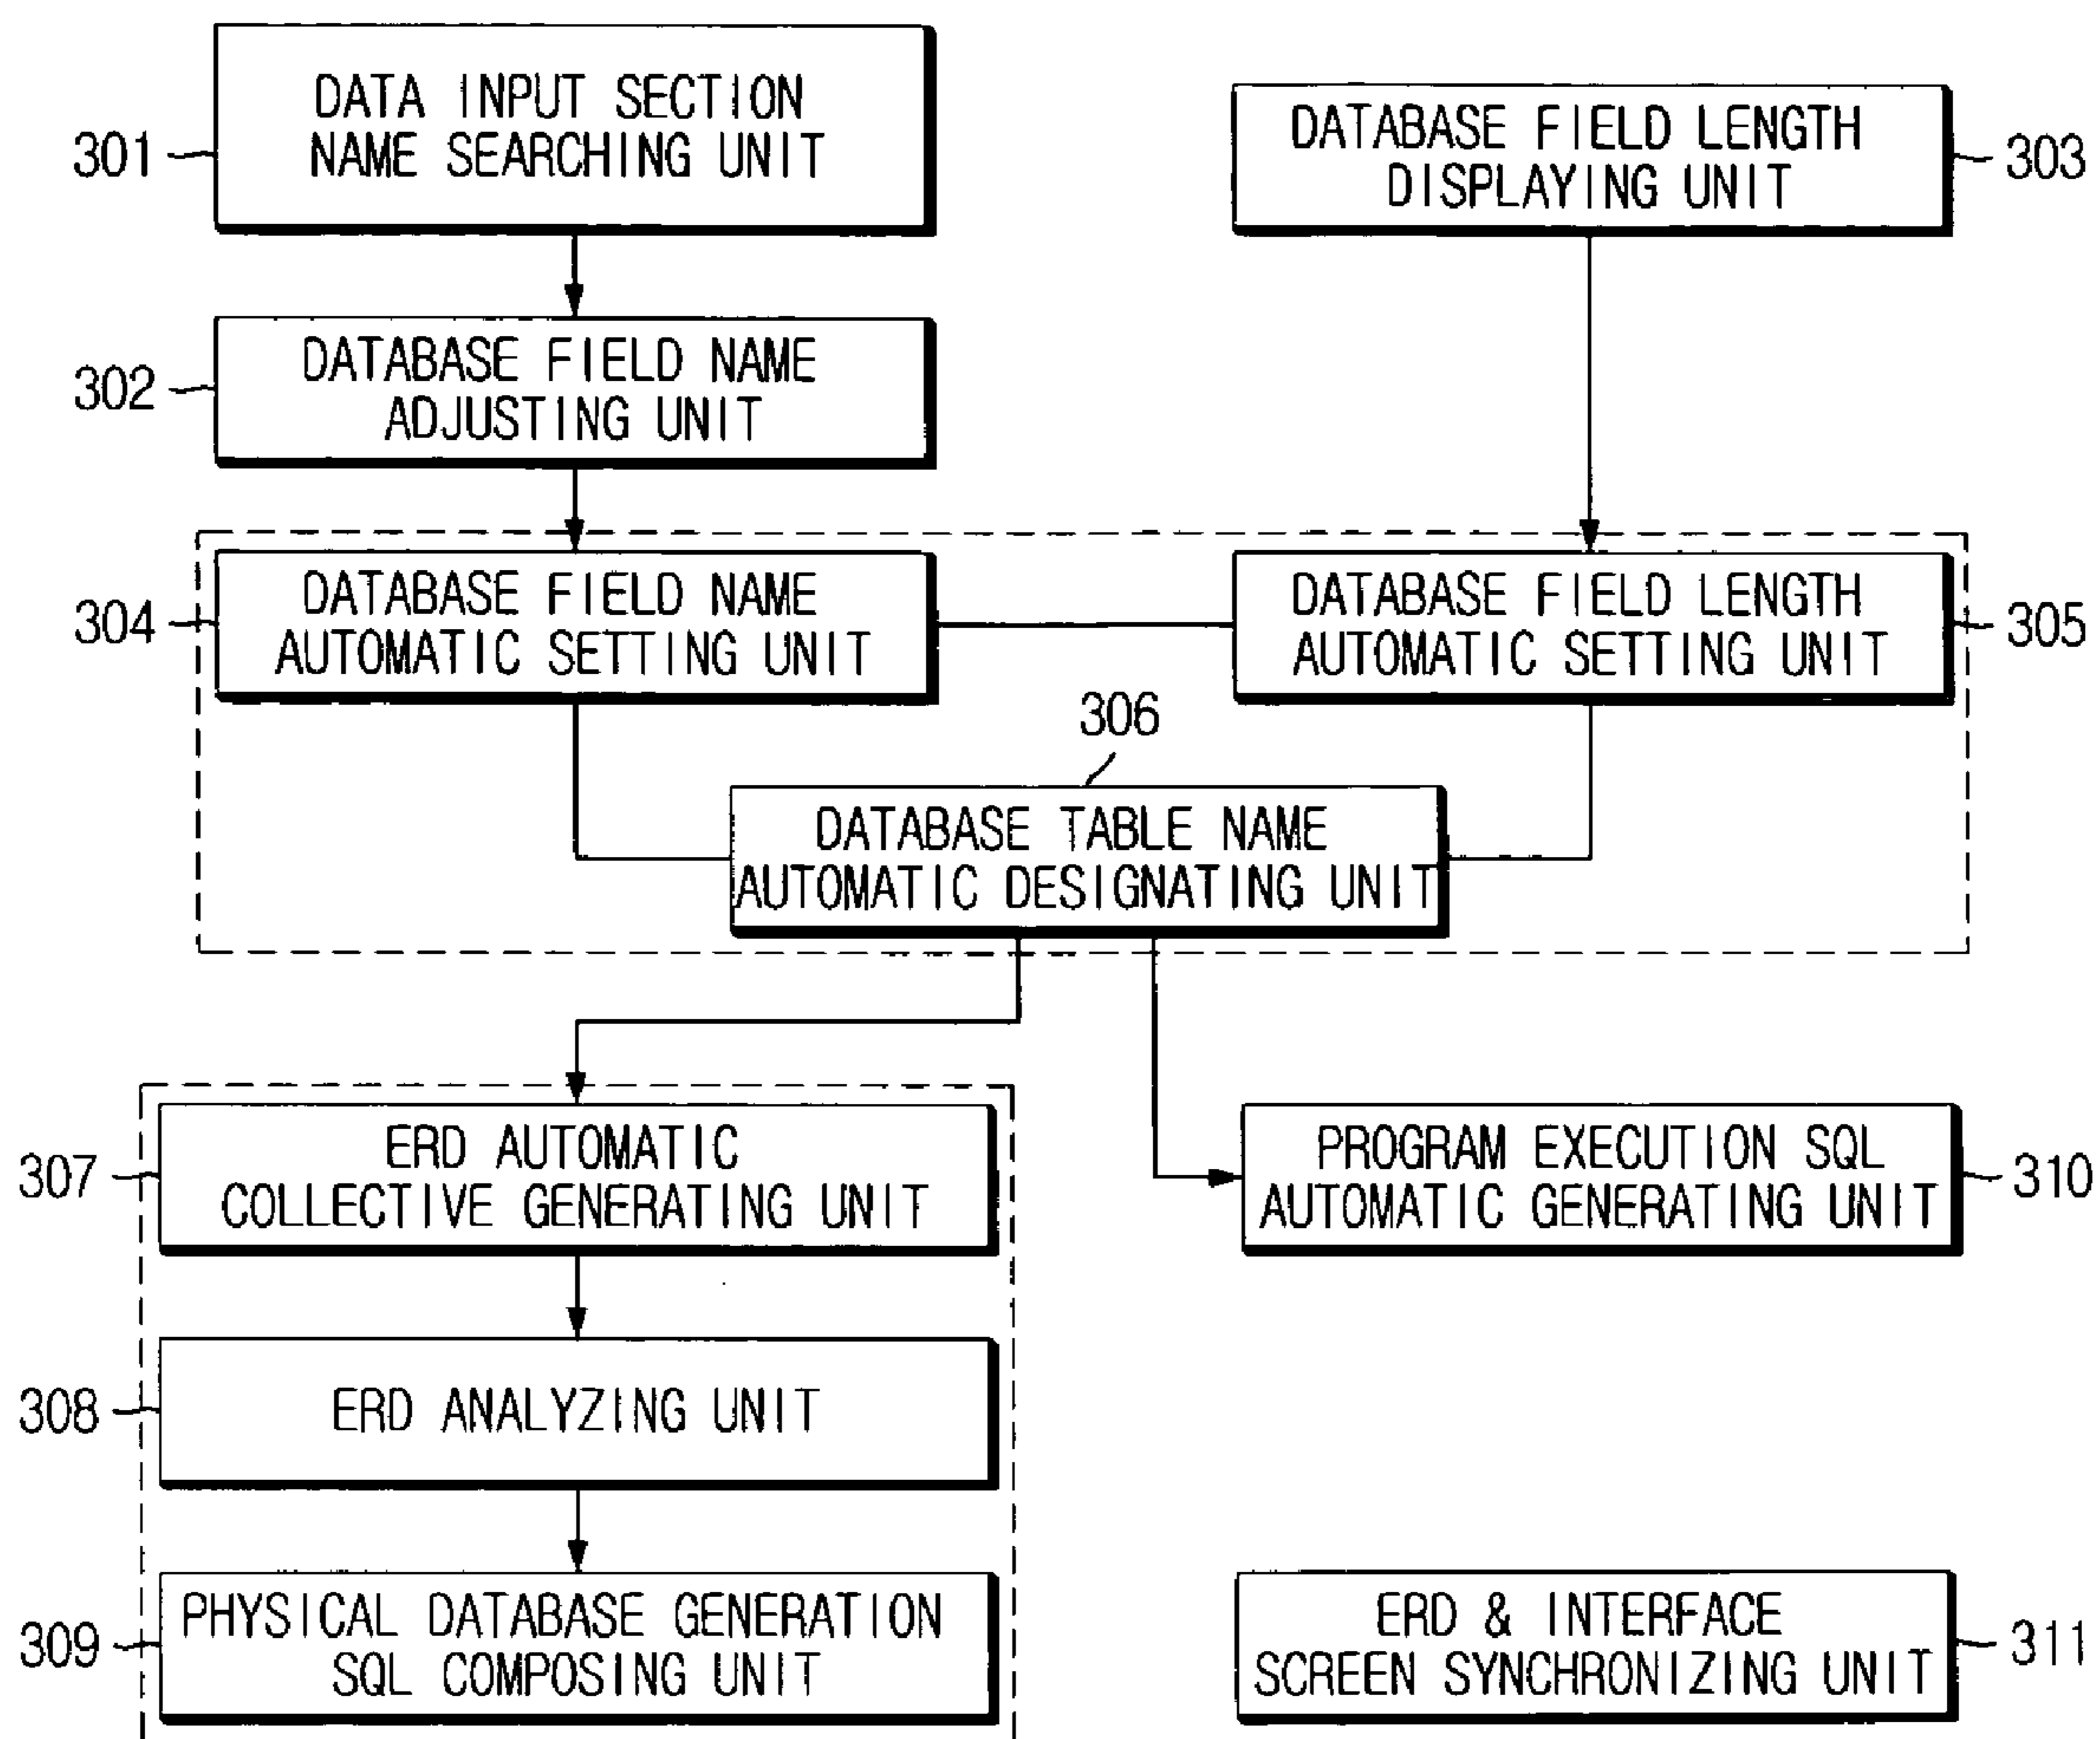 DATA INPUT SECTION
NAME SEARCHING UNIT
301
DATABASE FIELD LENGTH
DISPLAYING UNIT
303
DATABASE FIELD NAME
ADJUSTING UNIT
302
DATABASE FIELD NAME
AUTOMATIC SETTING UNIT
304
DATABASE FIELD LENGTH
AUTOMATIC SETTING UNIT
305
306
DATABASE TABLE NAME
AUTOMATIC DESIGNATING UNIT
ERD AUTOMATIC
COLLECTIVE GENERATING UNIT
307
PROGRAM EXECUTION SQL
AUTOMATIC GENERATING UNIT
310
ERD ANALYZING UNIT
308
PHYSICAL DATABASE GENERATION
SQL COMPOSING UNIT
309
ERD & INTERFACE
SCREEN SYNCHRONIZING UNIT
311